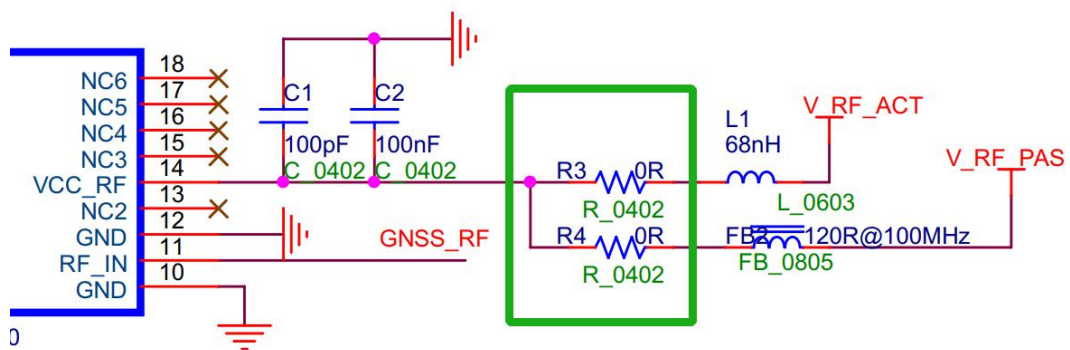 18
NC6
17
NC5
16
NC4
15
NC3
14
VCC_RF
13
NC2
12
GND
11
RF_IN
10
GND
0
C1
100pF
C_0402
C2
100nF
C_0402
GNSS_RF
R3 0R
R_0402
R4 0R
R_0402
L1
68nH
L_0603
V_RF_ACT
FB2 120R@100MHz
FB_0805
V_RF_PAS